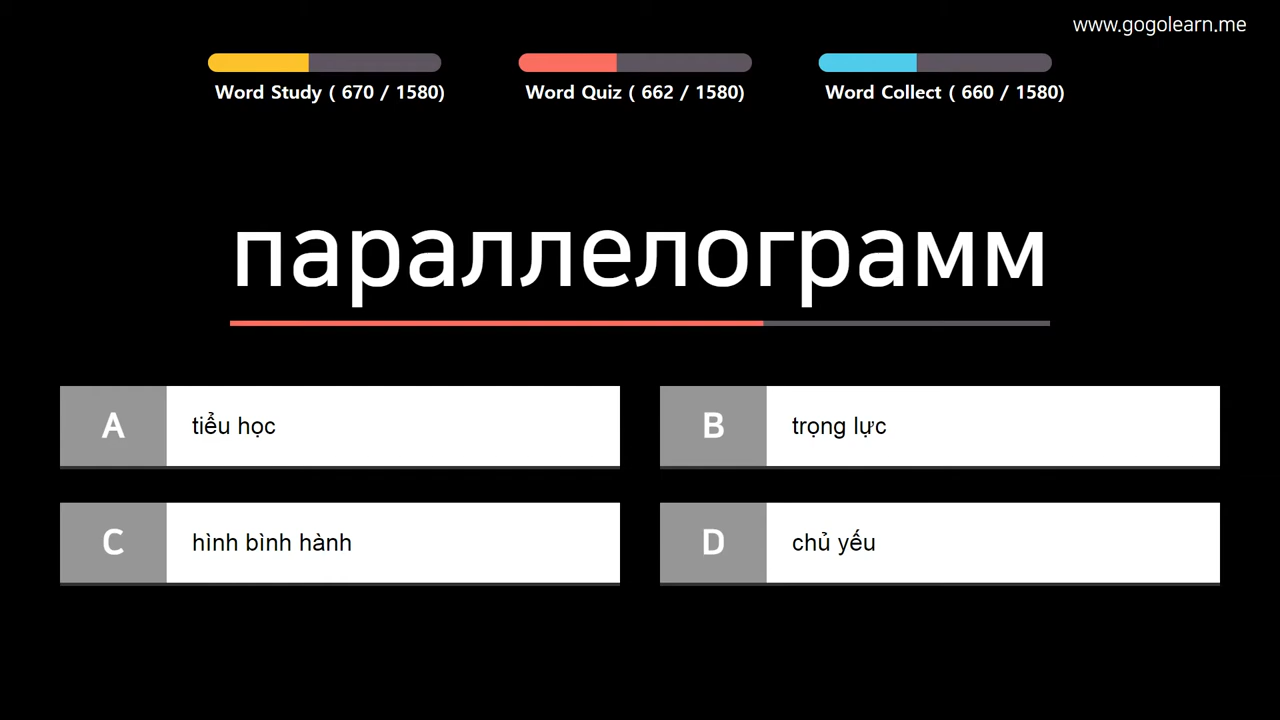 www.gogolearn.me
Word Study ( 670 / 1580)
Word Quiz ( 662 / 1580)
Word Collect ( 660 / 1580)
параллелограмм
A tiểu học
B trọng lực
C hình bình hành
D chủ yếu